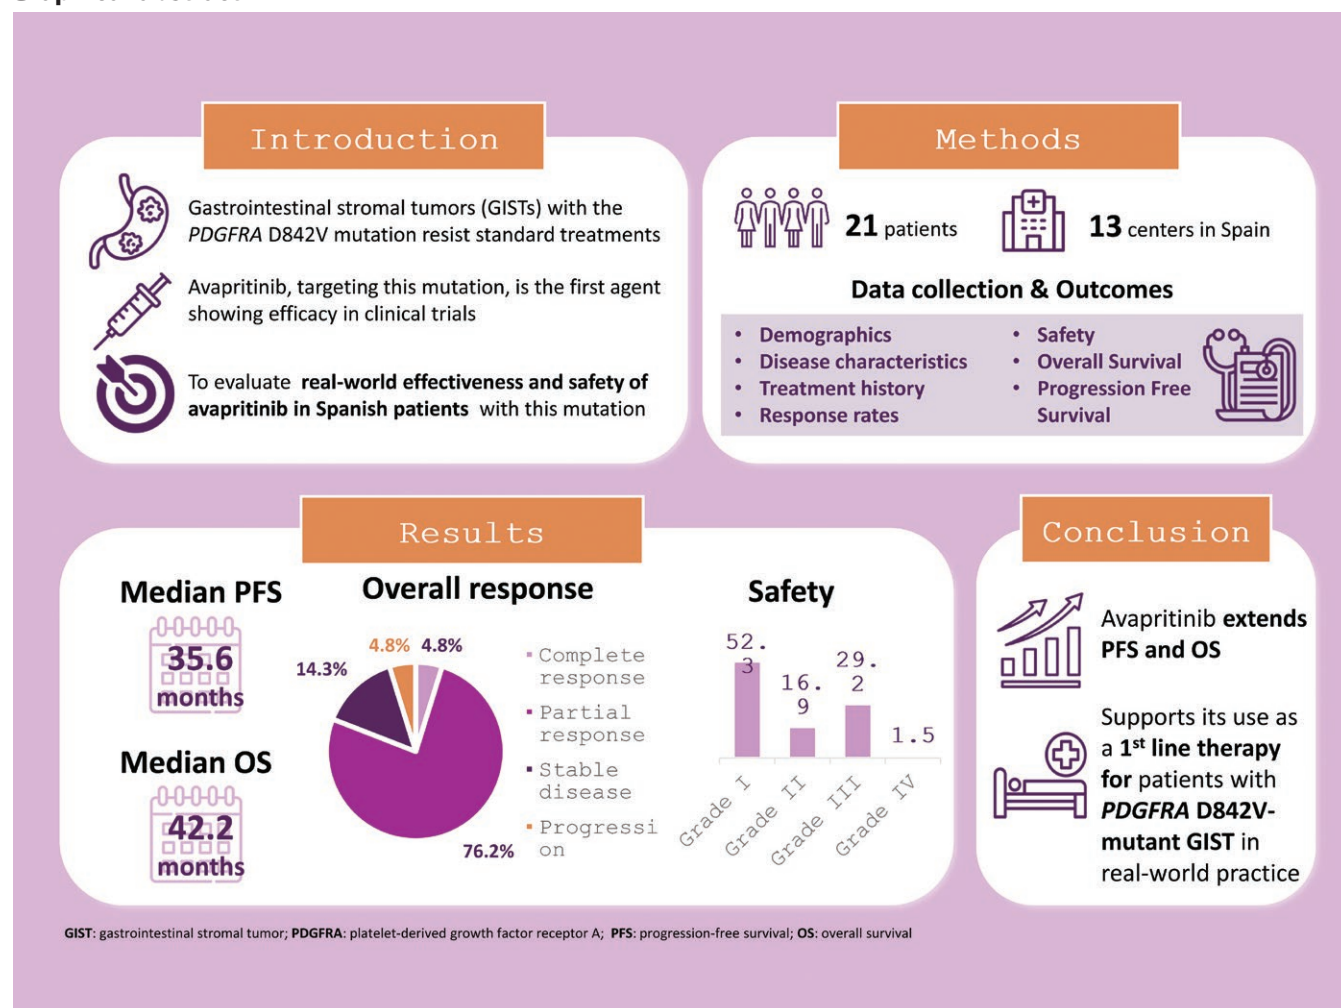 Introduction
Gastrointestinal stromal tumors (GISTs) with the
PDGFRA D842V mutation resist standard treatments
Avapritinib, targeting this mutation, is the first agent
showing efficacy in clinical trials
To evaluate real-world effectiveness and safety of
avapritinib in Spanish patients with this mutation
Methods
21 patients
13 centers in Spain
Data collection & Outcomes
• Demographics
• Disease characteristics
• Treatment history
• Response rates
• Safety
• Overall Survival
• Progression Free
Survival
Results
Median PFS
35.6
months
Median OS
42.2
months
Overall response
4.8%
4.8%
14.3%
76.2%
Complete
response
Partial
response
Stable
disease
Progressi
on
Safety
52.
3
16.
9
29.
2
1.5
Grade I
Grade II
Grade III
Grade IV
Conclusion
Avapritinib extends
PFS and OS
Supports its use as
a 1st line therapy
for patients with
PDGFRA D842V-
mutant GIST in
real-world practice
GIST: gastrointestinal stromal tumor; PDGFRA: platelet-derived growth factor receptor A; PFS: progression-free survival; OS: overall survival